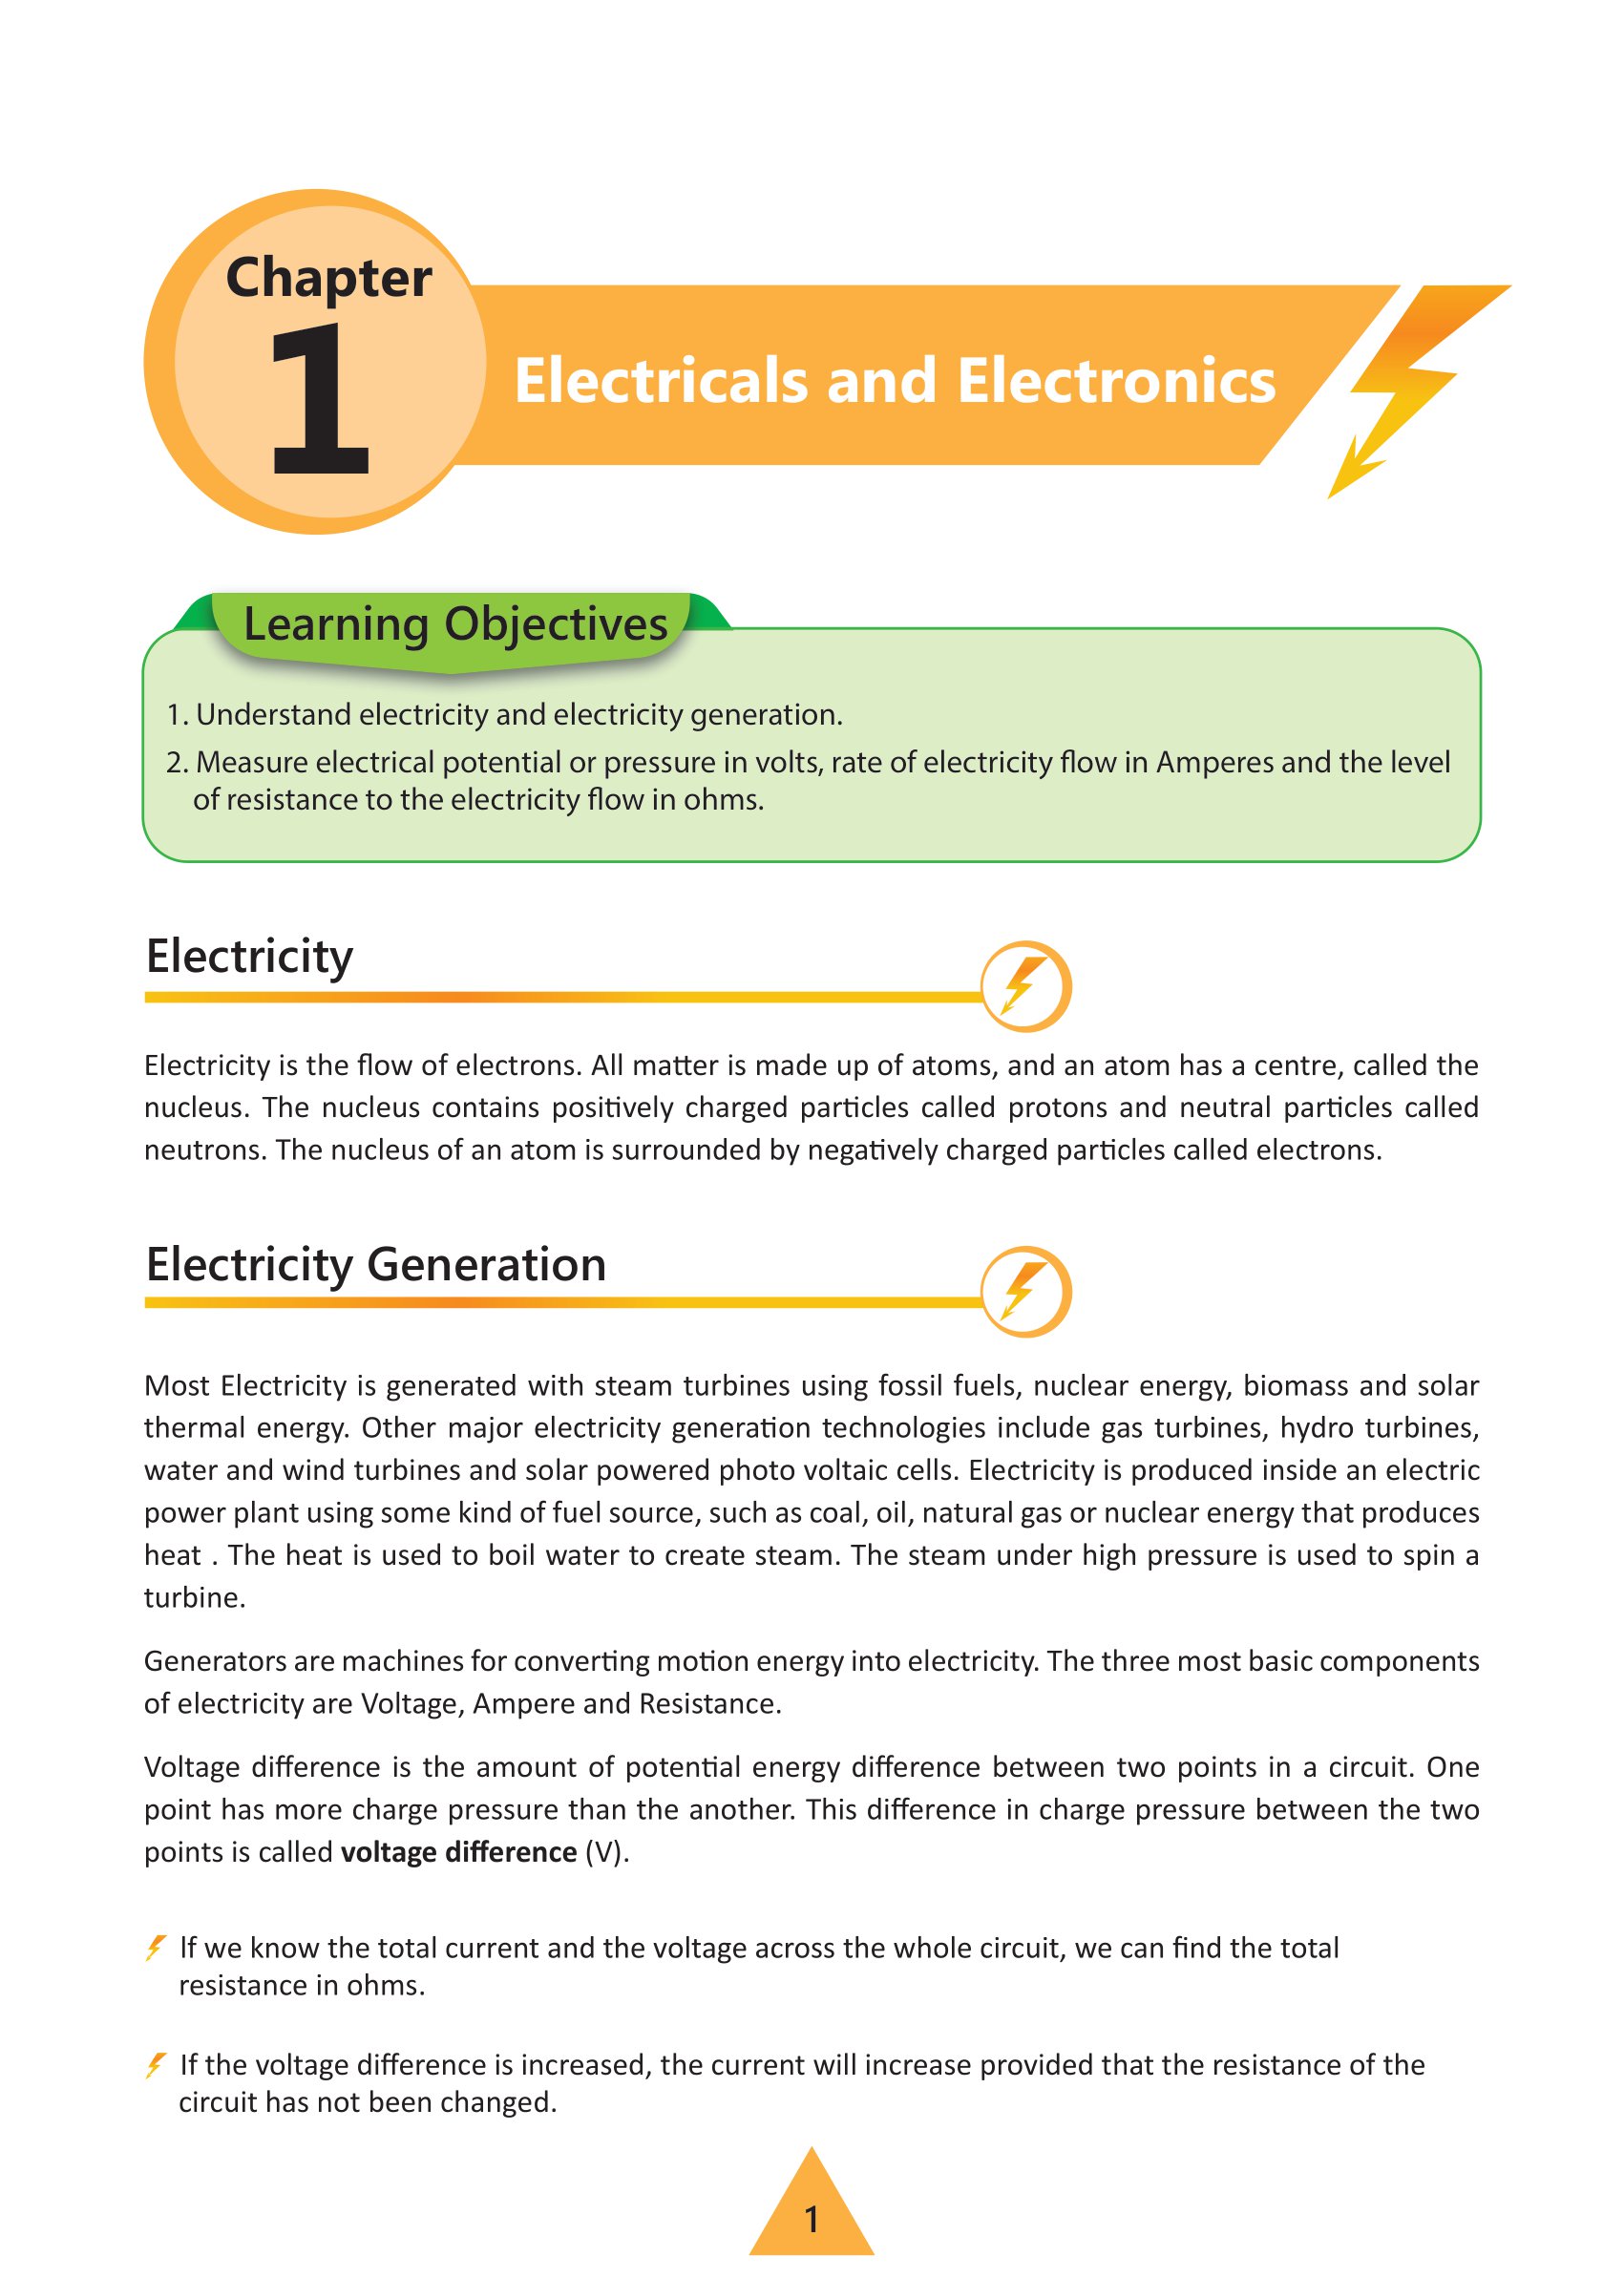 Chapter
1
Electricals and Electronics
Learning Objectives
1. Understand electricity and electricity generation.
2. Measure electrical potential or pressure in volts, rate of electricity flow in Amperes and the level
of resistance to the electricity flow in ohms.
Electricity
Electricity is the flow of electrons. All matter is made up of atoms, and an atom has a centre, called the
nucleus. The nucleus contains positively charged particles called protons and neutral particles called
neutrons. The nucleus of an atom is surrounded by negatively charged particles called electrons.
Electricity Generation
Most Electricity is generated with steam turbines using fossil fuels, nuclear energy, biomass and solar
thermal energy. Other major electricity generation technologies include gas turbines, hydro turbines,
water and wind turbines and solar powered photo voltaic cells. Electricity is produced inside an electric
power plant using some kind of fuel source, such as coal, oil, natural gas or nuclear energy that produces
heat . The heat is used to boil water to create steam. The steam under high pressure is used to spin a
turbine.
Generators are machines for converting motion energy into electricity. The three most basic components
of electricity are Voltage, Ampere and Resistance.
Voltage difference is the amount of potential energy difference between two points in a circuit. One
point has more charge pressure than the another. This difference in charge pressure between the two
points is called voltage difference (V).
If we know the total current and the voltage across the whole circuit, we can find the total
resistance in ohms.
If the voltage difference is increased, the current will increase provided that the resistance of the
circuit has not been changed.
1